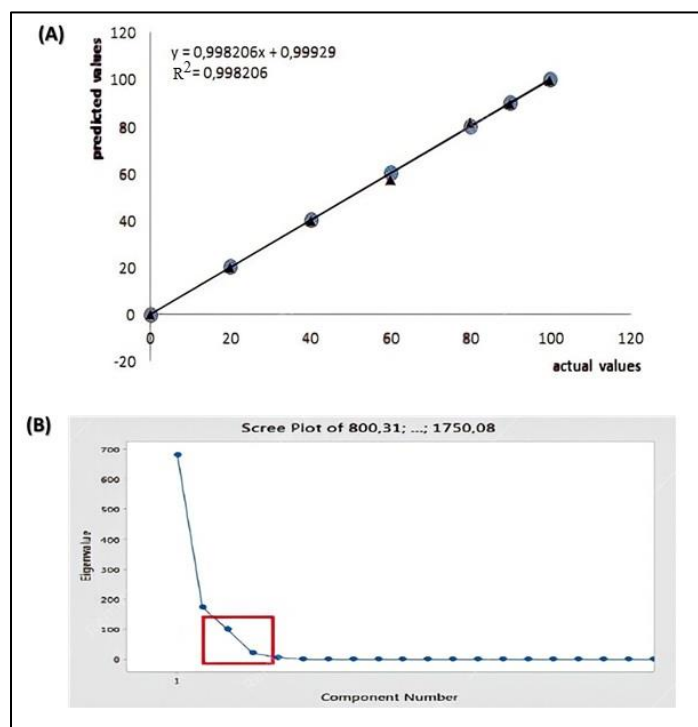 (A)
120
100
80
60
40
20
0
-20
predicted values
y = 0,998206x + 0,99929
R2 = 0,998206
0 20 40 60 80 100 120
actual values
(B)
Scree Plot of 800,31; ...; 1750,08
700
600
500
400
300
200
100
0
Eigenvalue
1
Component Number